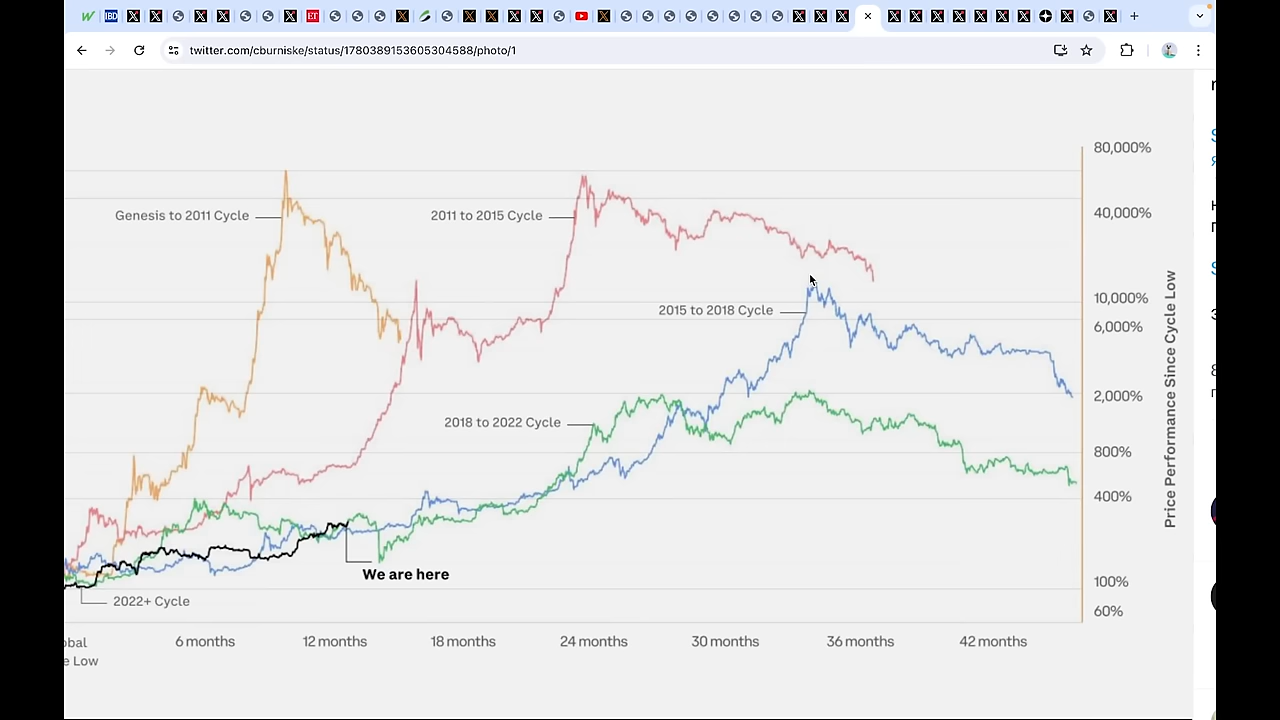 twitter.com/cburniske/status/1780389153605304588/photo/1
80,000%
Genesis to 2011 Cycle
2011 to 2015 Cycle
40,000%
2015 to 2018 Cycle
10,000%
6,000%
2,000%
2018 to 2022 Cycle
800%
400%
Price Performance Since Cycle Low
We are here
100%
2022+ Cycle
60%
obal
e Low
6 months
12 months
18 months
24 months
30 months
36 months
42 months